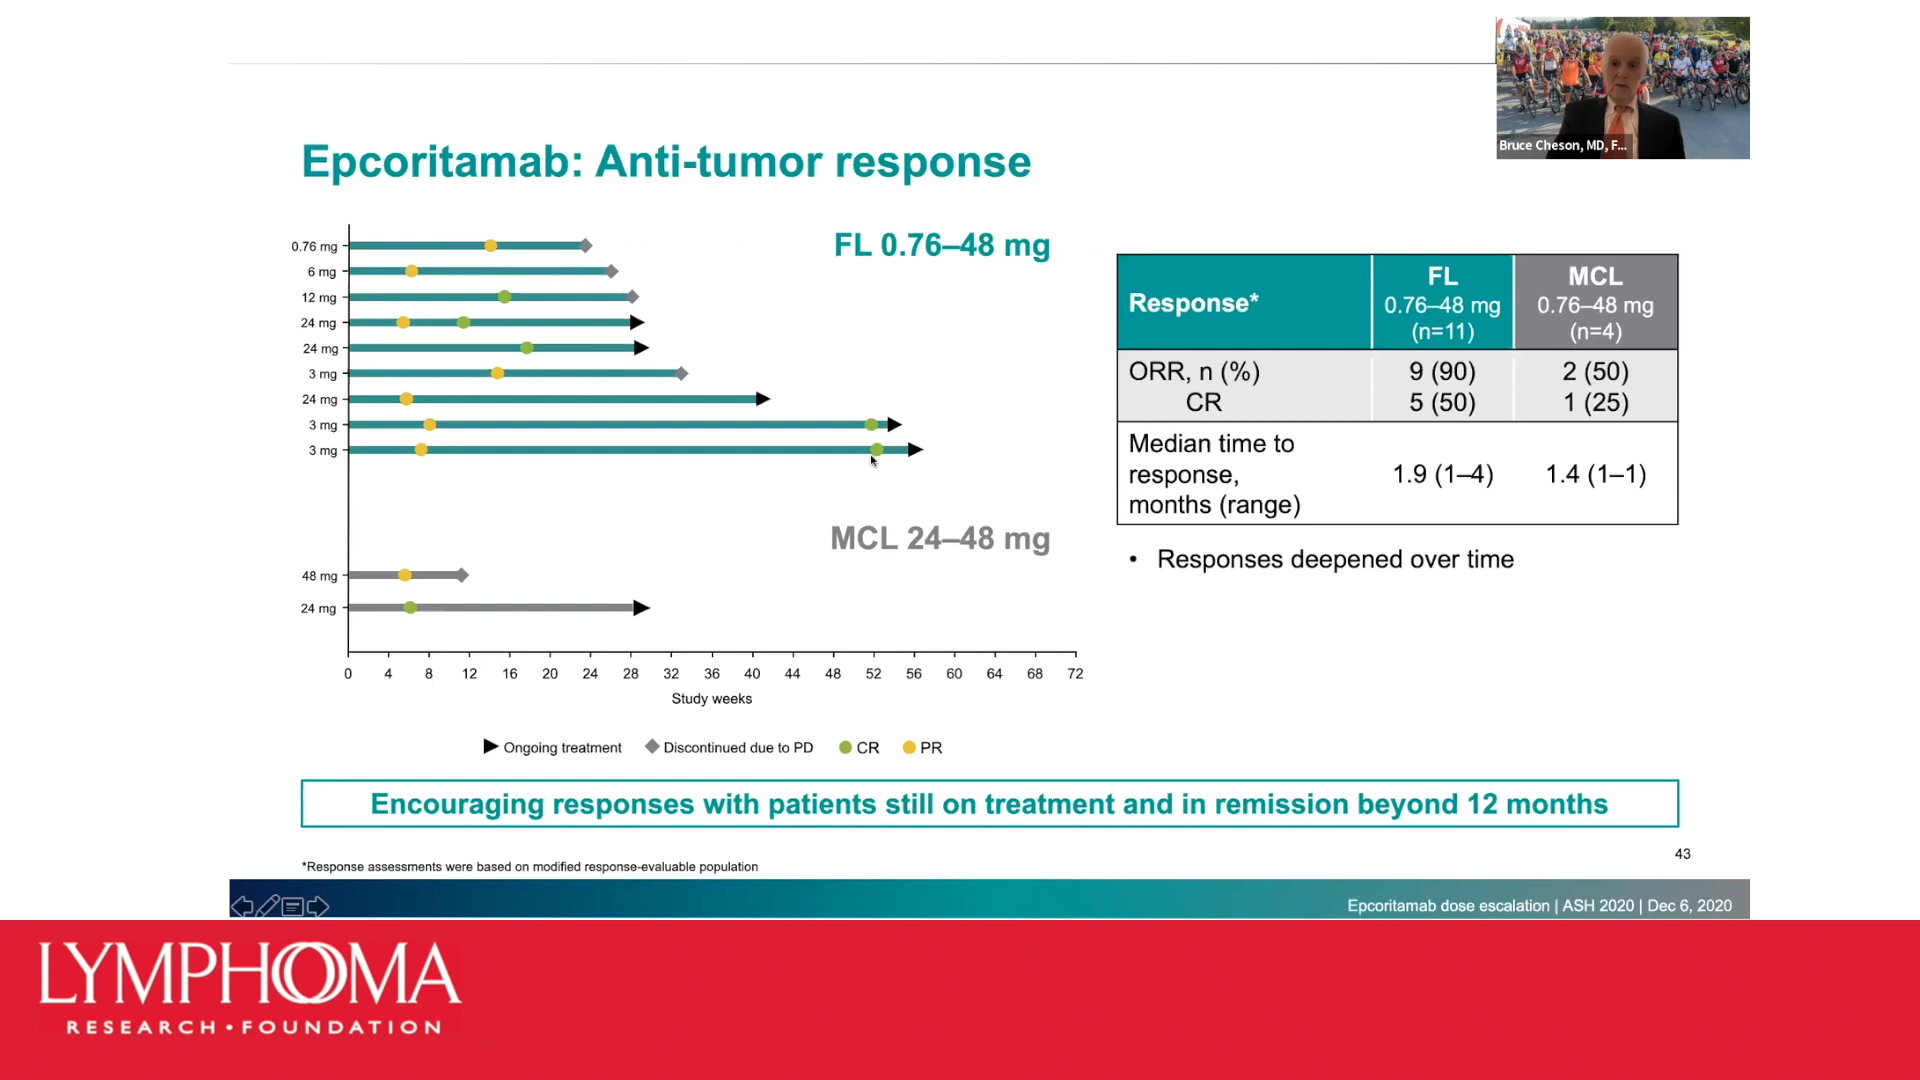 Bruce Cheson, MD, F...
Epcoritamab: Anti-tumor response
FL 0.76–48 mg
0.76 mg
6 mg
12 mg
24 mg
24 mg
3 mg
24 mg
3 mg
3 mg
MCL 24–48 mg
48 mg
24 mg
0 4 8 12 16 20 24 28 32 36 40 44 48 52 56 60 64 68 72
Study weeks
Ongoing treatment Discontinued due to PD CR PR
Response*
FL
0.76–48 mg
(n=11)
MCL
0.76–48 mg
(n=4)
ORR, n (%) 9 (90) 2 (50)
CR 5 (50) 1 (25)
Median time to
response,
months (range)
1.9 (1–4) 1.4 (1–1)
• Responses deepened over time
Encouraging responses with patients still on treatment and in remission beyond 12 months
43
*Response assessments were based on modified response-evaluable population
Epcoritamab dose escalation | ASH 2020 | Dec 6, 2020
LYMPHOMA
RESEARCH • FOUNDATION